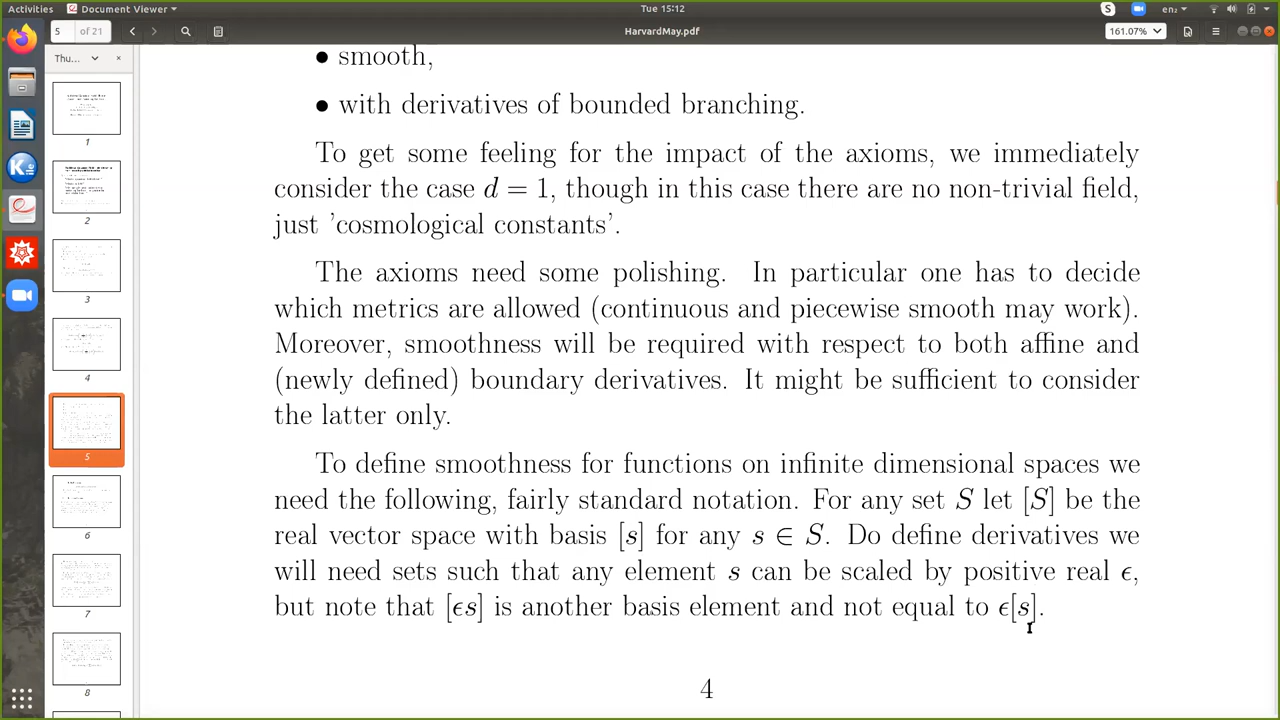 Activities
Document Viewer
Tue 15:12
en₂
5
of 21
HarvardMay.pdf
161.07%
Thu...
1
2
3
4
5
6
7
8
• smooth,
• with derivatives of bounded branching.
To get some feeling for the impact of the axioms, we immediately
consider the case d = 1, though in this case there are no non-trivial field,
just 'cosmological constants'.
The axioms need some polishing. In particular one has to decide
which metrics are allowed (continuous and piecewise smooth may work).
Moreover, smoothness will be required with respect to both affine and
(newly defined) boundary derivatives. It might be sufficient to consider
the latter only.
To define smoothness for functions on infinite dimensional spaces we
need the following, fairly standard notation. For any set S let [S] be the
real vector space with basis [s] for any s ∈ S. Do define derivatives we
will need sets such that any element s can be scaled by positive real ϵ,
but note that [ϵs] is another basis element and not equal to ϵ[s].
4